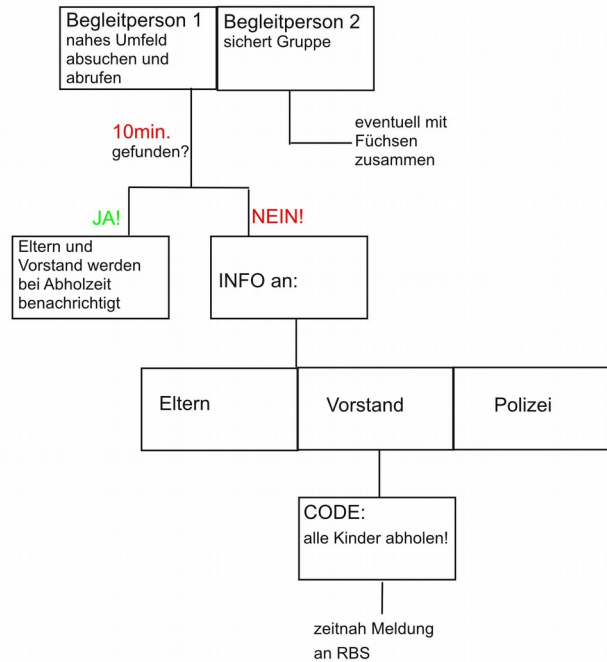 Begleitperson 1
nahes Umfeld
absuchen und
abrufen
Begleitperson 2
sichert Gruppe
10min.
gefunden?
eventuell mit
Füchsen
zusammen
JA!
NEIN!
Eltern und
Vorstand werden
bei Abholzeit
benachrichtigt
INFO an:
Eltern
Vorstand
Polizei
CODE:
alle Kinder abholen!
zeitnah Meldung
an RBS